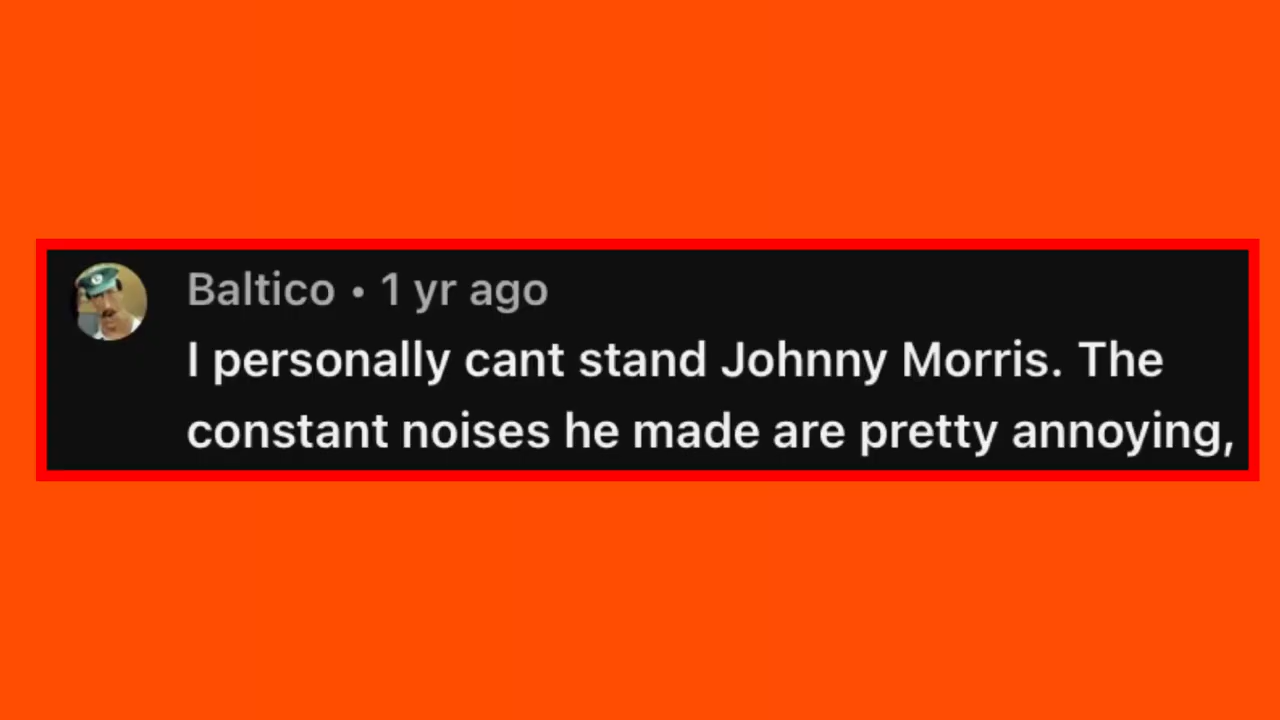 Baltico • 1 yr ago
I personally cant stand Johnny Morris. The
constant noises he made are pretty annoying,